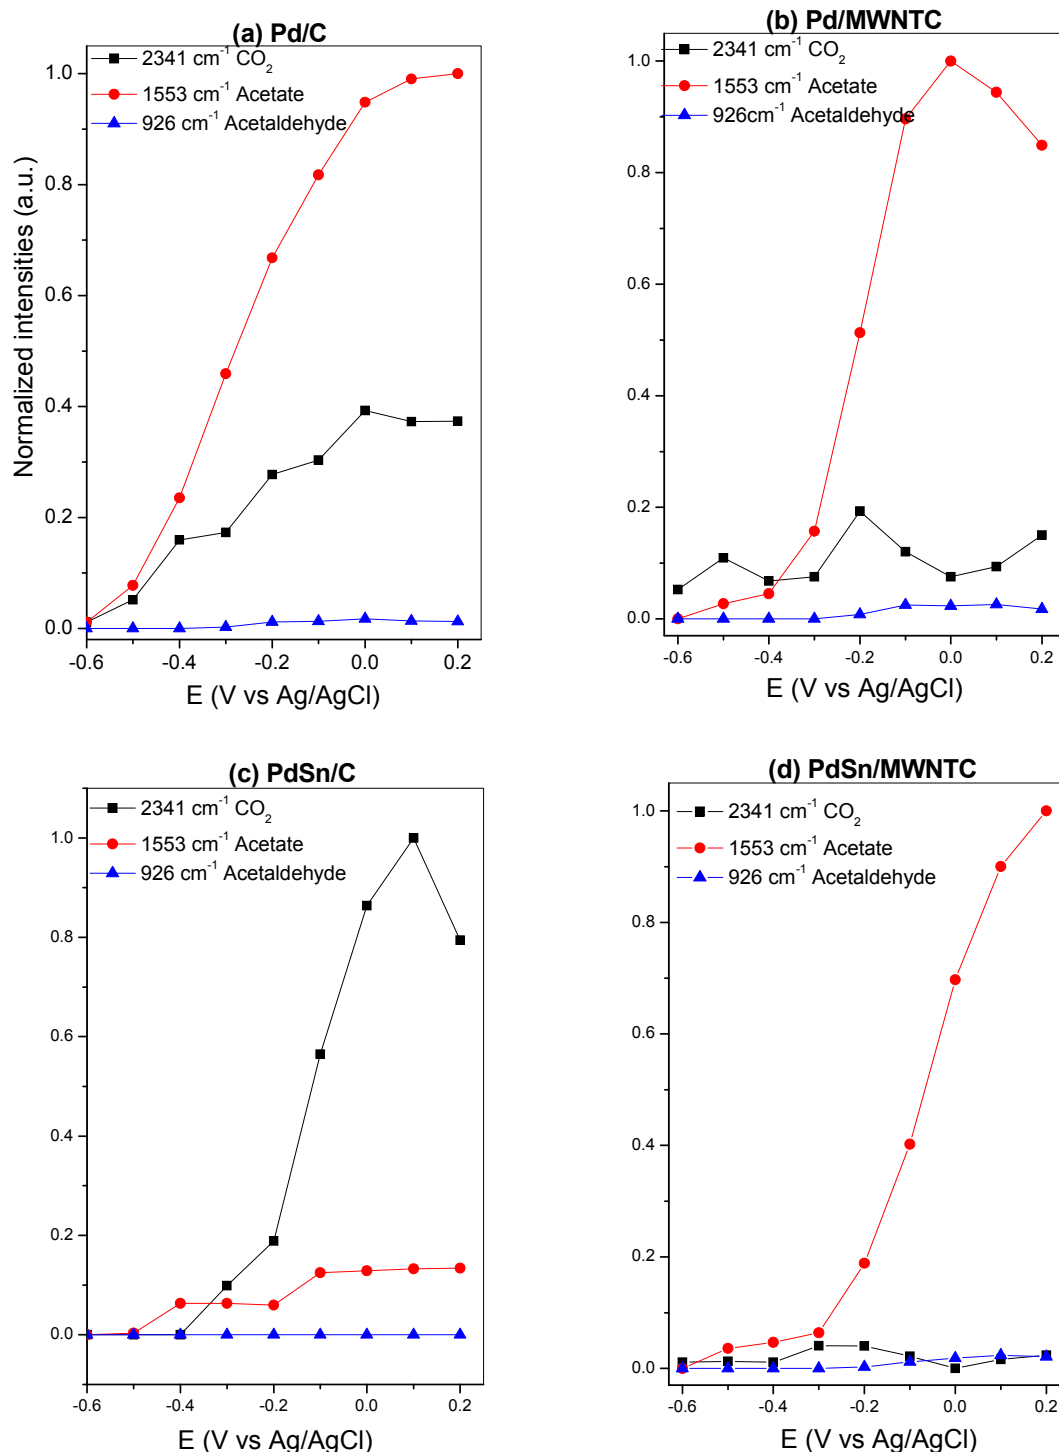 (a) Pd/C
2341 cm⁻¹ CO₂
1553 cm⁻¹ Acetate
926 cm⁻¹ Acetaldehyde
Normalized intensities (a.u.)
1.0
0.8
0.6
0.4
0.2
0.0
-0.6 -0.4 -0.2 0.0 0.2
E (V vs Ag/AgCl)
(b) Pd/MWNTC
2341 cm⁻¹ CO₂
1553 cm⁻¹ Acetate
926cm⁻¹ Acetaldehyde
1.0
0.8
0.6
0.4
0.2
0.0
-0.6 -0.4 -0.2 0.0 0.2
E (V vs Ag/AgCl)
(c) PdSn/C
2341 cm⁻¹ CO₂
1553 cm⁻¹ Acetate
926 cm⁻¹ Acetaldehyde
1.0
0.8
0.6
0.4
0.2
0.0
-0.6 -0.4 -0.2 0.0 0.2
E (V vs Ag/AgCl)
(d) PdSn/MWNTC
2341 cm⁻¹ CO₂
1553 cm⁻¹ Acetate
926 cm⁻¹ Acetaldehyde
1.0
0.8
0.6
0.4
0.2
0.0
-0.6 -0.4 -0.2 0.0 0.2
E (V vs Ag/AgCl)